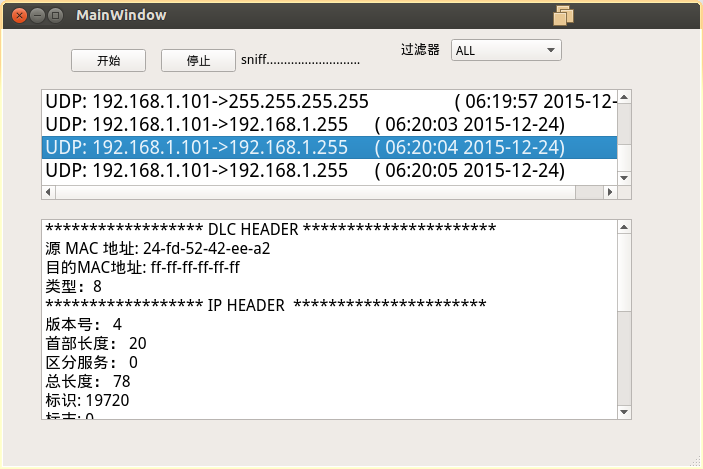 MainWindow
开始 停止 sniff........................... 过滤器 ALL
UDP: 192.168.1.101->255.255.255.255 ( 06:19:57 2015-12-
UDP: 192.168.1.101->192.168.1.255 ( 06:20:03 2015-12-24)
UDP: 192.168.1.101->192.168.1.255 ( 06:20:04 2015-12-24)
UDP: 192.168.1.101->192.168.1.255 ( 06:20:05 2015-12-24)
****************** DLC HEADER **********************
源 MAC 地址: 24-fd-52-42-ee-a2
目的MAC地址: ff-ff-ff-ff-ff-ff
类型：8
****************** IP HEADER  **********************
版本号： 4
首部长度： 20
区分服务： 0
总长度： 78
标识: 19720
标志: 0